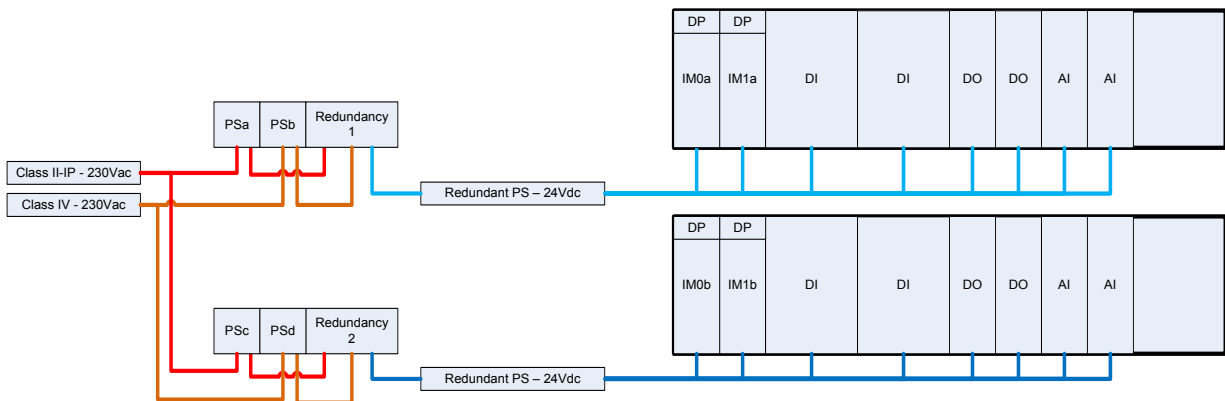 DP DP
IM0a IM1a DI DI DO DO AI AI
PSa PSb Redundancy
1
Class II-IP - 230Vac
Class IV - 230Vac
Redundant PS – 24Vdc
DP DP
IM0b IM1b DI DI DO DO AI AI
PSc PSd Redundancy
2
Redundant PS – 24Vdc